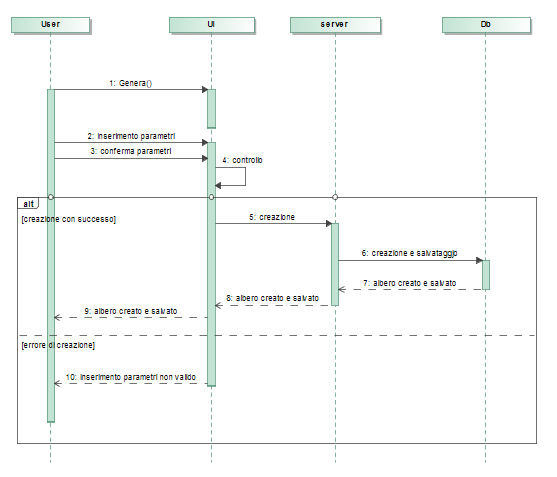 User
UI
server
Db
1: Genera()
2: inserimento parametri
3: conferma parametri
4: controllo
alt
[creazione con successo]
5: creazione
6: creazione e salvataggio
7: albero creato e salvato
8: albero creato e salvato
9: albero creato e salvato
[errore di creazione]
10: inserimento parametri non valido